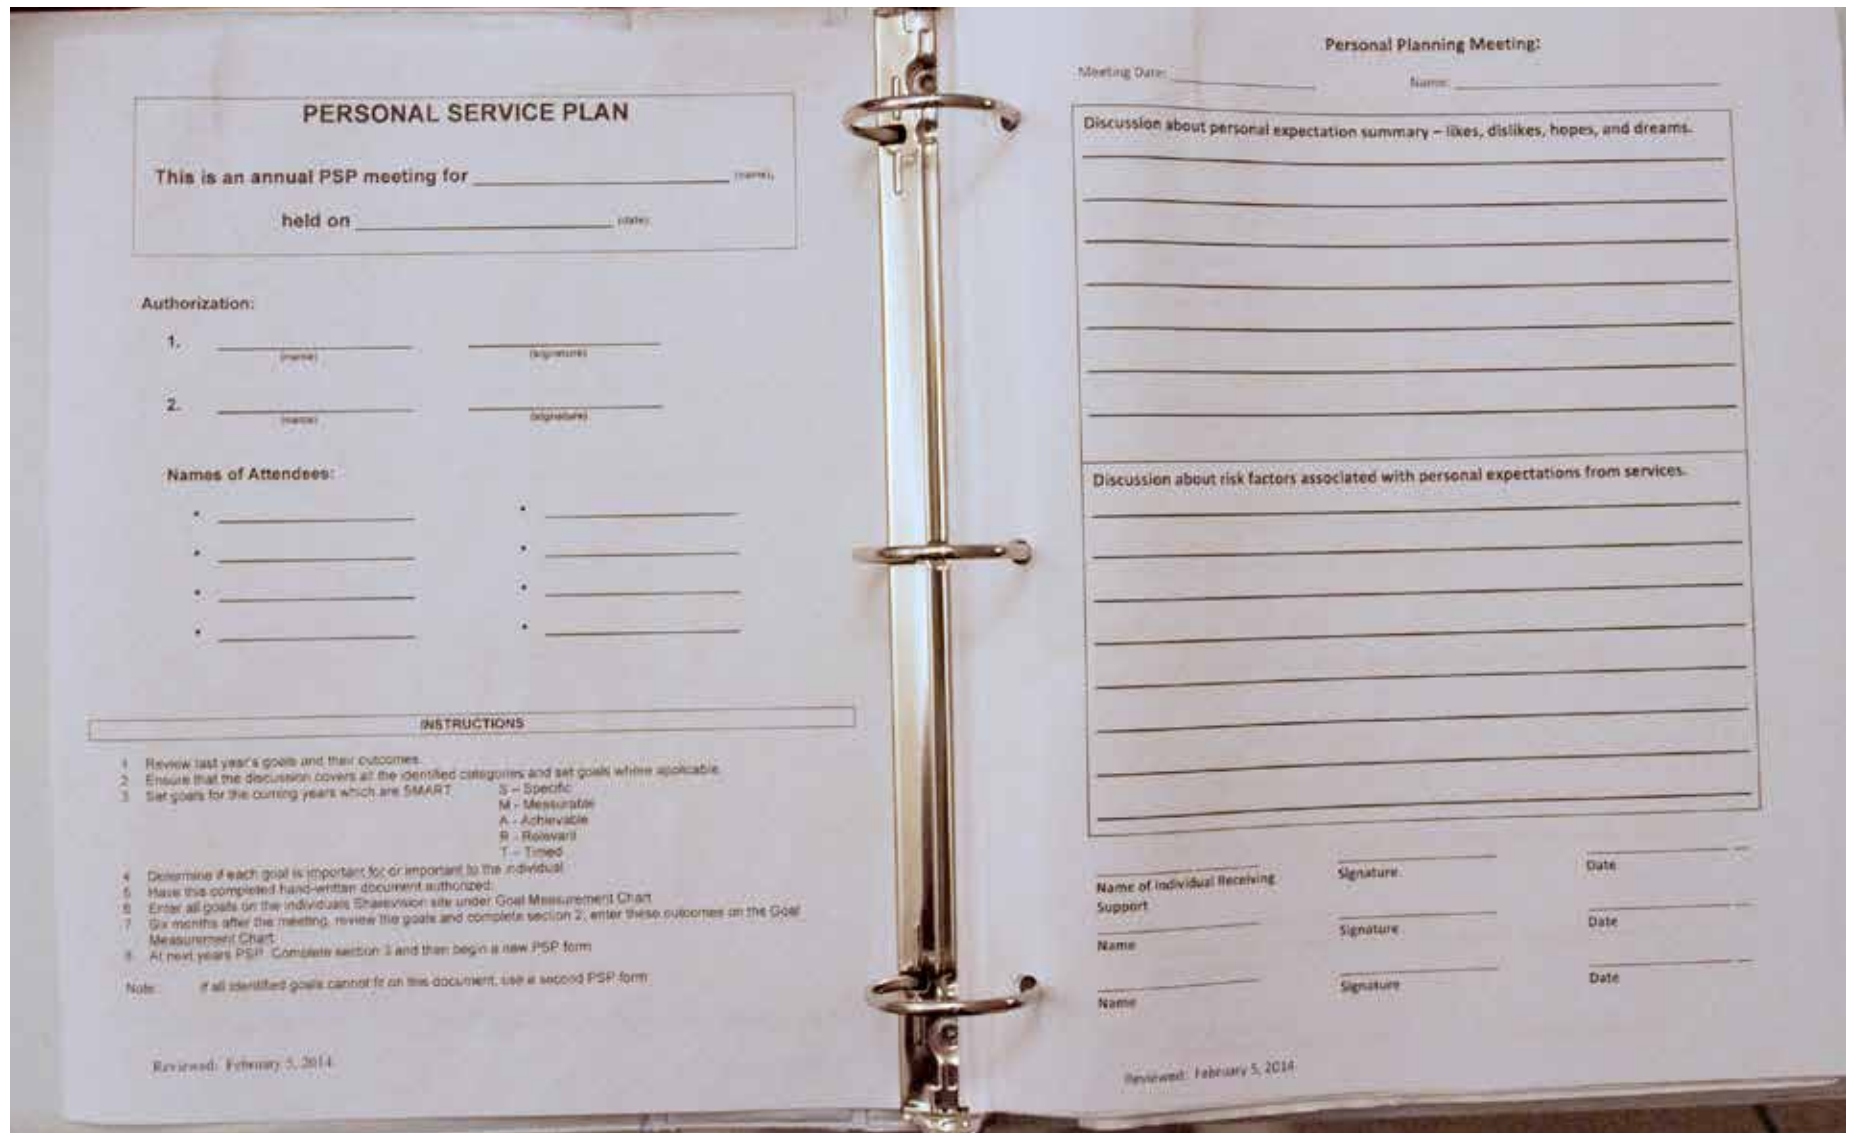 PERSONAL SERVICE PLAN
This is an annual PSP meeting for (name),
held on (date)
Authorization:
1.
(name) (signature)
2.
(name) (signature)
Names of Attendees:
INSTRUCTIONS
1 Review last year's goals and their outcomes.
2 Ensure that the discussion covers all the identified categories and set goals where applicable.
3 Set goals for the coming years which are SMART S – Specific
M - Measurable
A - Achievable
R - Relevant
T - Timed
4 Determine if each goal is important for or important to the individual
5 Have this completed hand-written document authorized.
6 Enter all goals on the individuals Sharevision site under Goal Measurement Chart
7 Six months after the meeting, review the goals and complete section 2, enter these outcomes on the Goal
Measurement Chart
8 At next years PSP. Complete section 3 and then begin a new PSP form
Note: If all identified goals cannot fit on this document, use a second PSP form
Reviewed: February 5, 2014
Personal Planning Meeting:
Meeting Date: Name:
Discussion about personal expectation summary – likes, dislikes, hopes, and dreams.
Discussion about risk factors associated with personal expectations from services.
Name of Individual Receiving Signature Date
Support
Name Signature Date
Name Signature Date
Reviewed: February 5, 2014